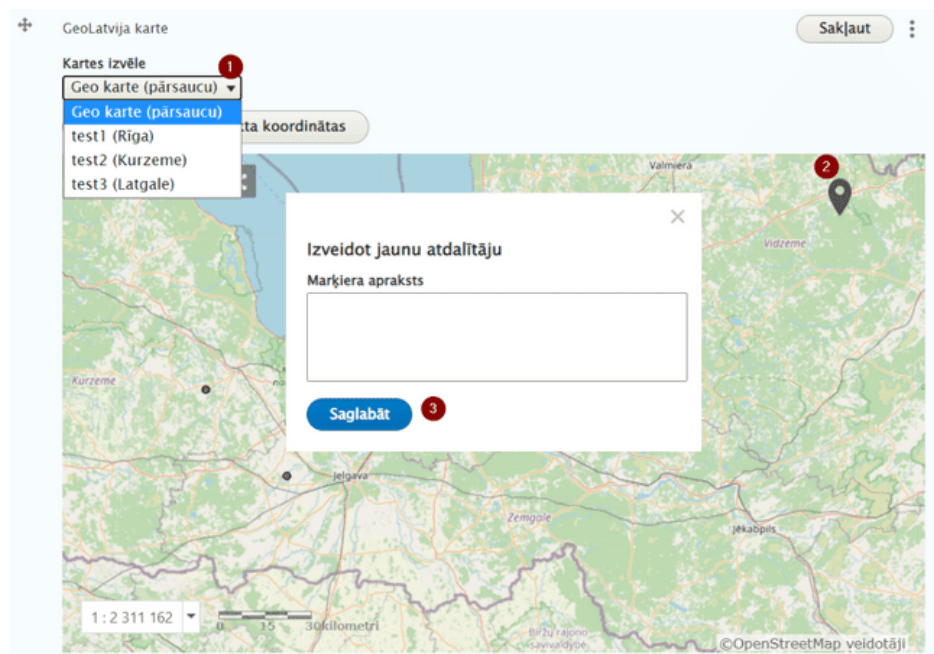 GeoLatvija karte
Sakļaut
Kartes izvēle
1
Geo karte (pārsaucu)
Geo karte (pārsaucu)
test1 (Rīga)
test2 (Kurzeme)
test3 (Latgale)
koordinātas
Valmiera
2
Vidzeme
Izveidot jaunu atdalītāju
Marķiera apraksts
Kurzeme
Saglabāt
3
Jelgava
Zemgale
Jēkabpils
1 : 2 311 162
0 15 30kilometri
Biržų rajono
savivaldybė
©OpenStreetMap veidotāji